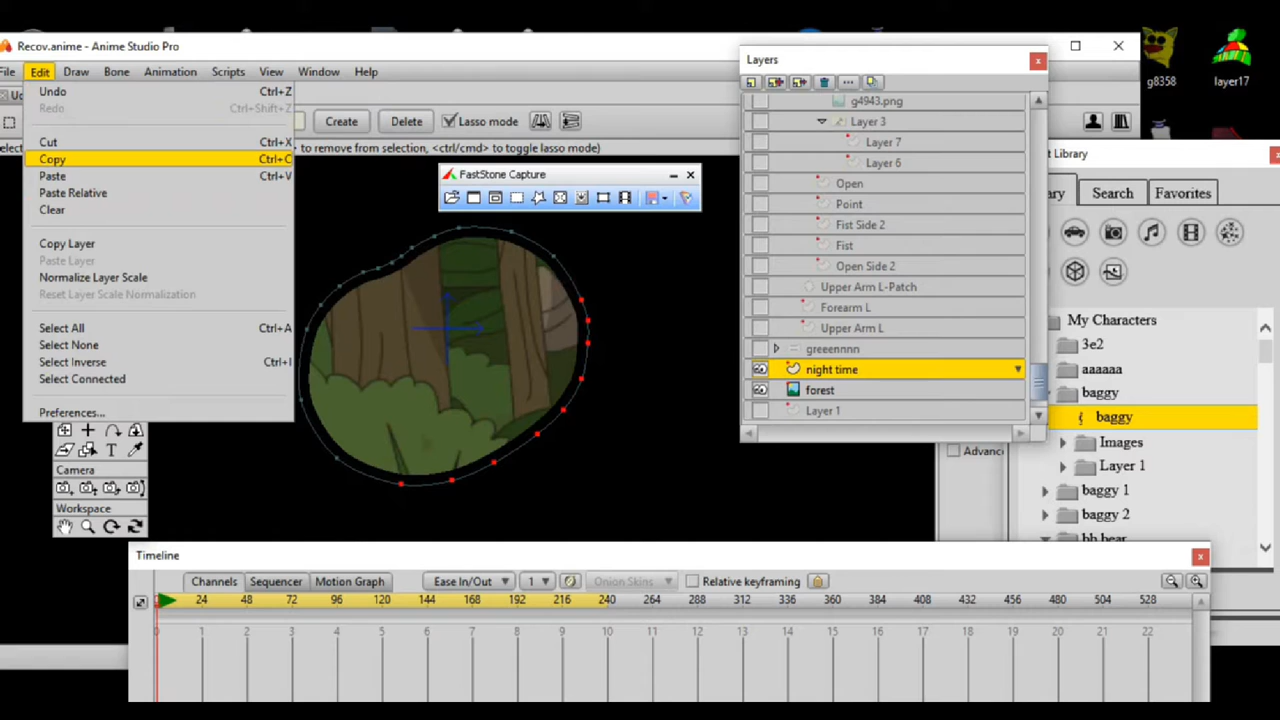 Recov.anime - Anime Studio Pro
File Edit Draw Bone Animation Scripts View Window Help
Undo Ctrl+Z
Redo Ctrl+Shift+Z
Cut Ctrl+X
Copy Ctrl+C
Paste Ctrl+V
Paste Relative
Clear
Copy Layer
Paste Layer
Normalize Layer Scale
Reset Layer Scale Normalization
Select All Ctrl+A
Select None
Select Inverse Ctrl+I
Select Connected
Preferences...
Create Delete Lasso mode
to remove from selection, <ctrl/cmd> to toggle lasso mode)
FastStone Capture
Camera
Workspace
Layers
g4943.png
Layer 3
Layer 7
Layer 6
Open
Point
Fist Side 2
Fist
Open Side 2
Upper Arm L-Patch
Forearm L
Upper Arm L
greeennnn
night time
forest
Layer 1
g8358
layer17
t Library
ary Search Favorites
My Characters
3e2
aaaaaa
baggy
baggy
Images
Layer 1
baggy 1
baggy 2
bb bear
Advanc
Timeline
Channels Sequencer Motion Graph Ease In/Out 1 Onion Skins Relative keyframing
24 48 72 96 120 144 168 192 216 240 264 288 312 336 360 384 408 432 456 480 504 528
0 1 2 3 4 5 6 7 8 9 10 11 12 13 14 15 16 17 18 19 20 21 22